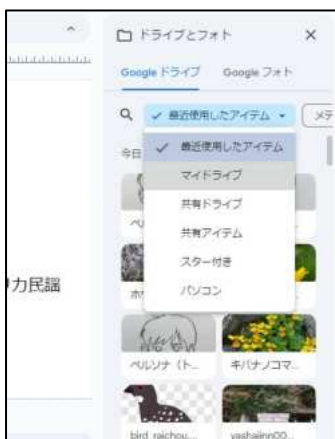 ドライブとフォト
Google ドライブ Google フォト
最近使用したアイテム
今日
最近使用したアイテム
マイドライブ
共有ドライブ
共有アイテム
スター付き
パソコン
リカ民謡
ペルソナ（ト...
キバナノコマ...
bird_raichou...
yashajinn00...